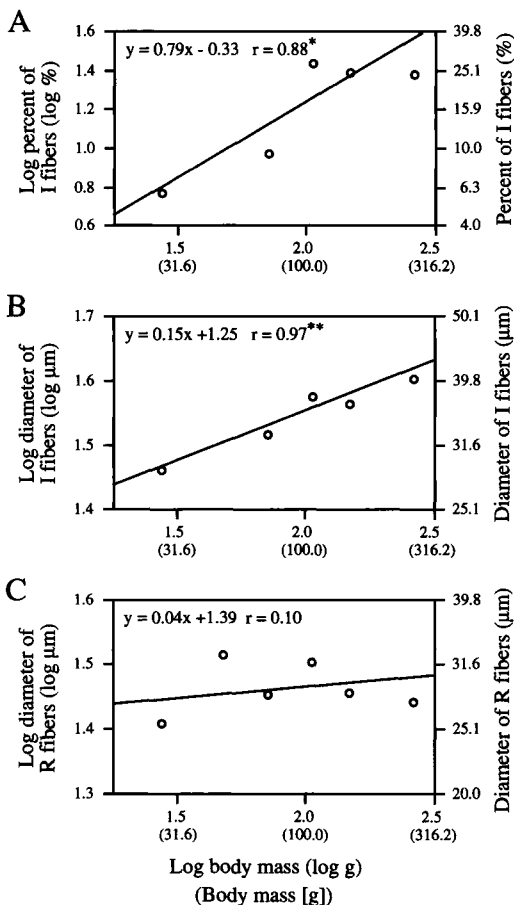 A
y = 0.79x - 0.33 r = 0.88*
Log percent of
I fibers (log %)
1.6
1.4
1.2
1.0
0.8
0.6
39.8
25.1
15.9
10.0
6.3
4.0
Percent of I fibers (%)
1.5
(31.6)
2.0
(100.0)
2.5
(316.2)
B
y = 0.15x +1.25 r = 0.97**
Log diameter of
I fibers (log µm)
1.7
1.6
1.5
1.4
50.1
39.8
31.6
25.1
Diameter of I fibers (µm)
1.5
(31.6)
2.0
(100.0)
2.5
(316.2)
C
y = 0.04x +1.39 r = 0.10
Log diameter of
R fibers (log µm)
1.6
1.5
1.4
1.3
39.8
31.6
25.1
20.0
Diameter of R fibers (µm)
1.5
(31.6)
2.0
(100.0)
2.5
(316.2)
Log body mass (log g)
(Body mass [g])